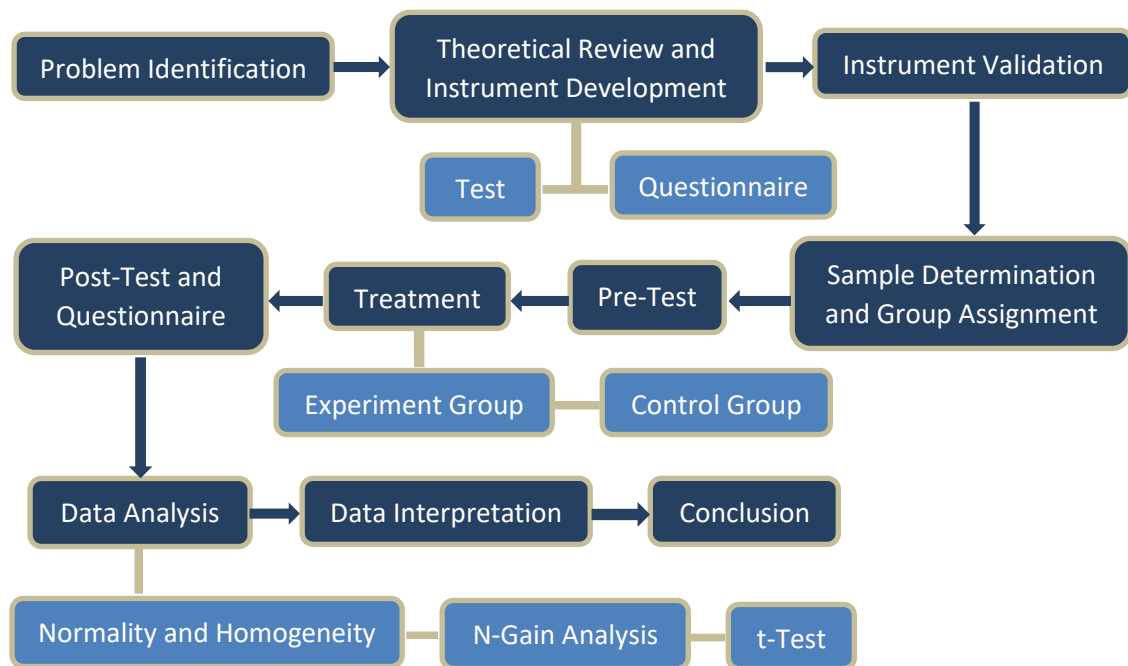 Problem Identification
Theoretical Review and
Instrument Development
Instrument Validation
Test
Questionnaire
Post-Test and
Questionnaire
Treatment
Pre-Test
Sample Determination
and Group Assignment
Experiment Group
Control Group
Data Analysis
Data Interpretation
Conclusion
Normality and Homogeneity
N-Gain Analysis
t-Test